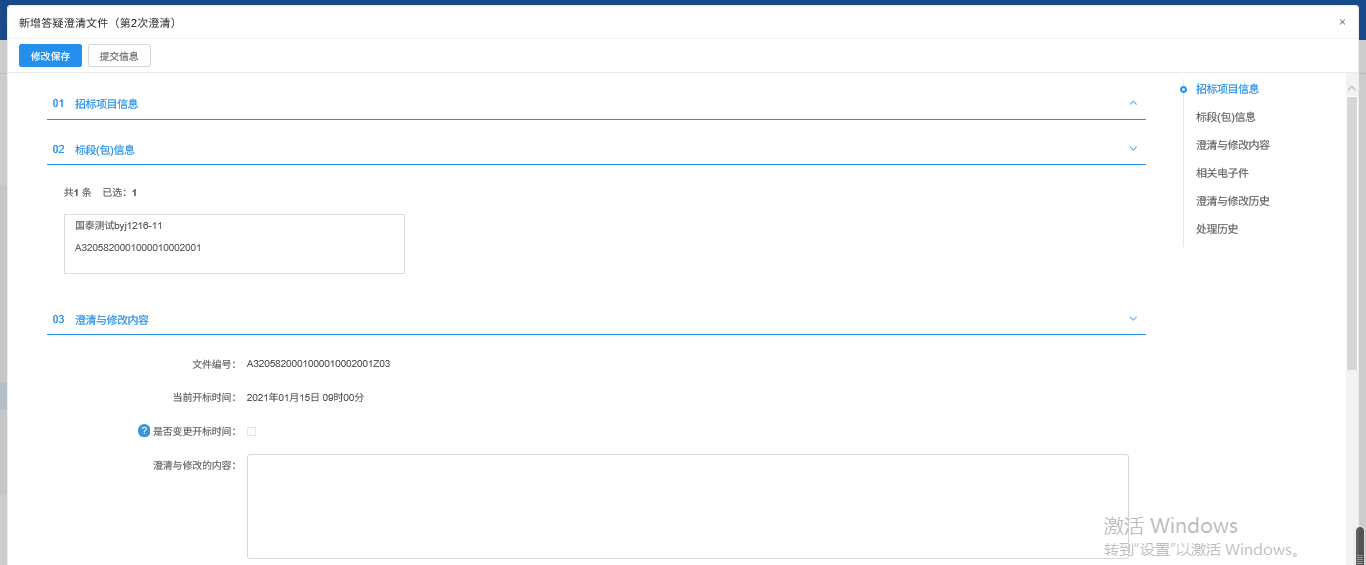 新增答疑澄清文件（第2次澄清）
×
修改保存 提交信息
01 招标项目信息
02 标段(包)信息
共1 条 已选：1
国泰测试byj1216-11
A3205820001000010002001
03 澄清与修改内容
文件编号： A3205820001000010002001Z03
当前开标时间： 2021年01月15日 09时00分
? 是否变更开标时间：
澄清与修改的内容：
招标项目信息
标段(包)信息
澄清与修改内容
相关电子件
澄清与修改历史
处理历史
激活 Windows
转到"设置"以激活 Windows。